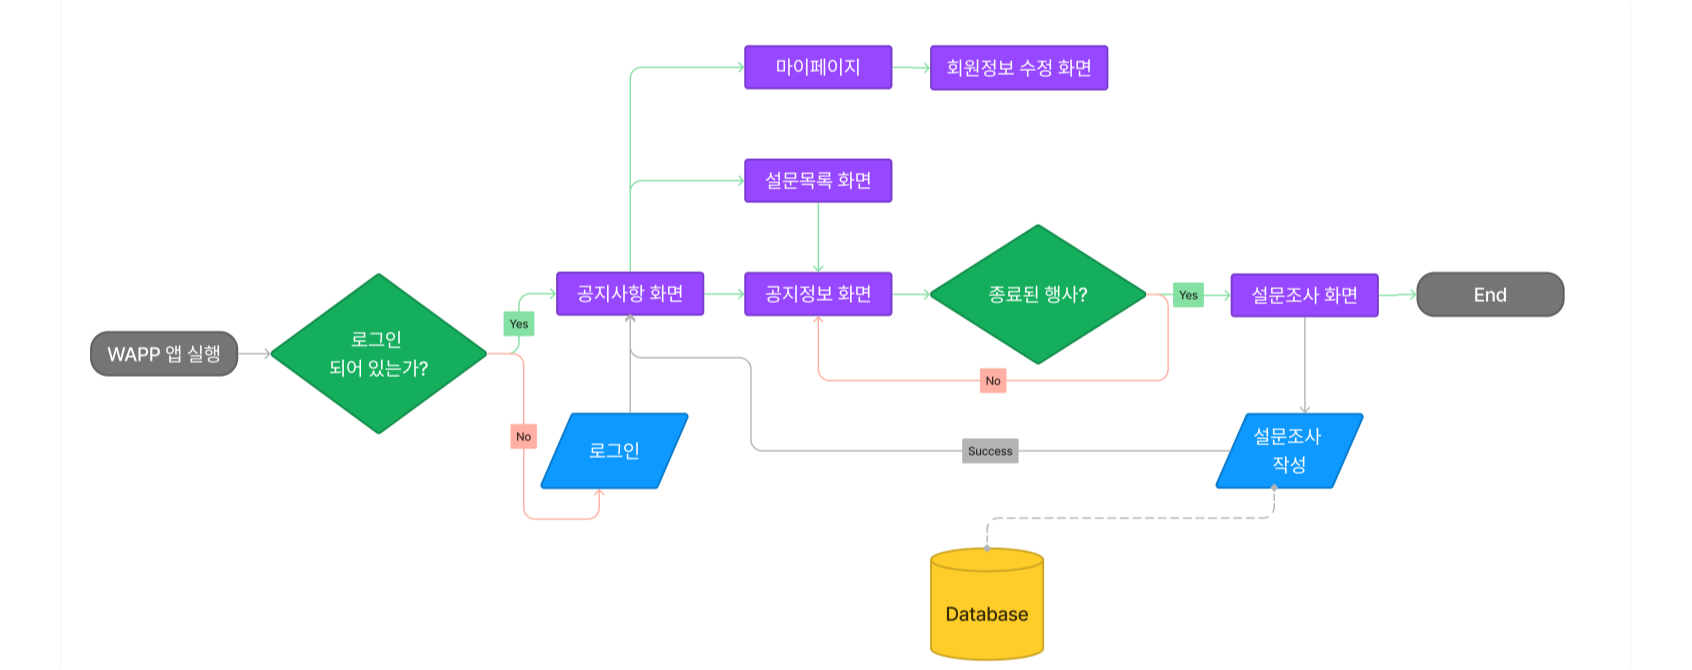 마이페이지
회원정보 수정 화면
설문목록 화면
WAPP 앱 실행
로그인
되어 있는가?
Yes
No
공지사항 화면
로그인
공지정보 화면
종료된 행사?
Yes
No
설문조사 화면
End
Success
설문조사
작성
Database